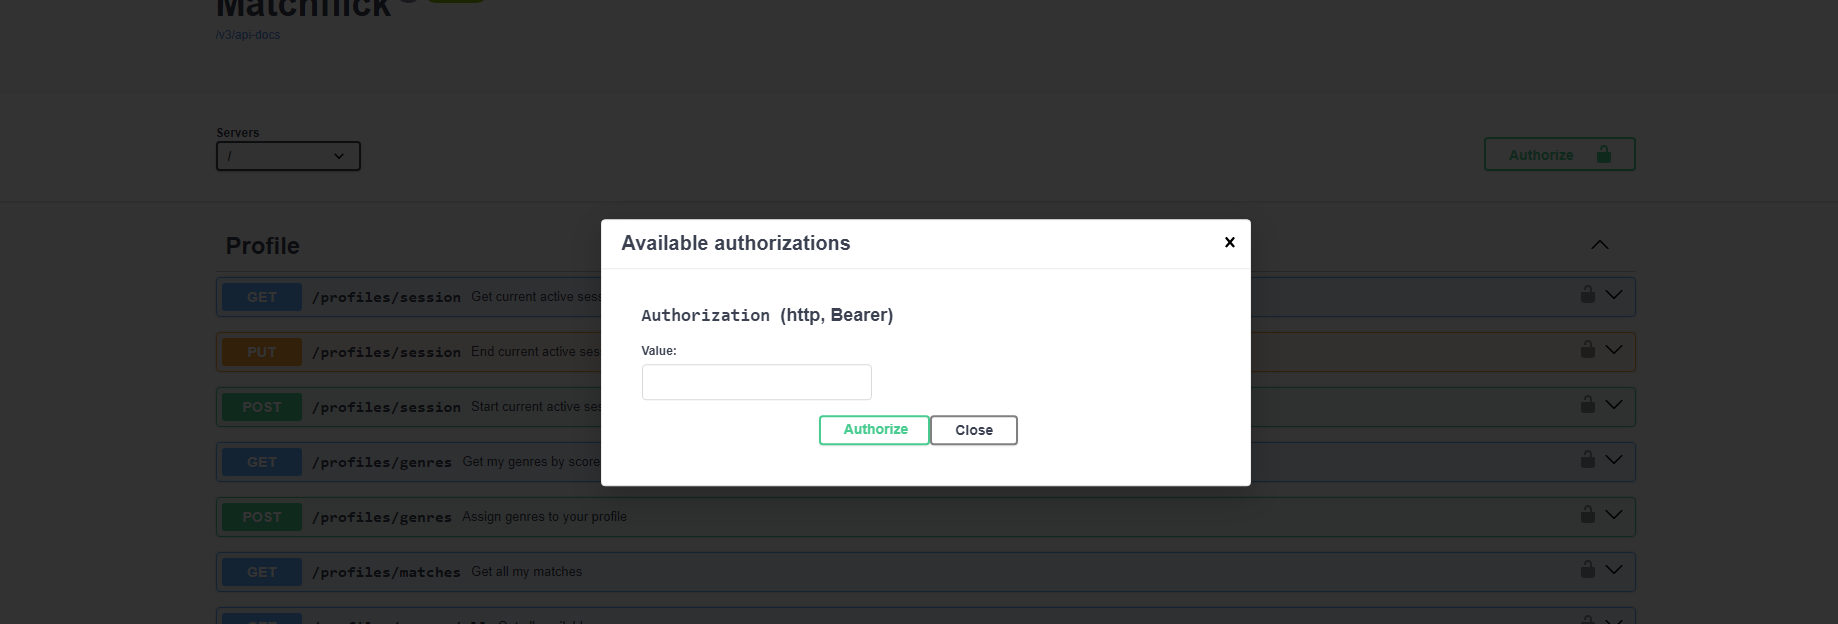 Matchflick
/v3/api-docs
Servers
/
Authorize
Profile
Available authorizations
Authorization (http, Bearer)
Value:
Authorize
Close
GET /profiles/session Get current active sess
PUT /profiles/session End current active ses
POST /profiles/session Start current active se
GET /profiles/genres Get my genres by score
POST /profiles/genres Assign genres to your profile
GET /profiles/matches Get all my matches
GET